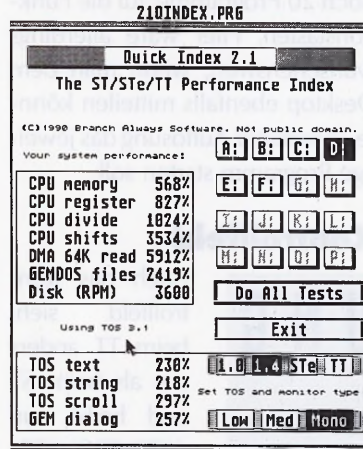 210INDEX.PRG
Quick Index 2.1
The ST/STe/TT Performance Index
(C)1990 Branch Always Software. Not public domain.
Your system performance:
CPU memory 568%
CPU register 827%
CPU divide 1024%
CPU shifts 3534%
DMA 64K read 5912%
GEMDOS files 2419%
Disk (RPM) 3600
Using TOS 3.1
TOS text 230%
TOS string 218%
TOS scroll 297%
GEM dialog 257%
A: B: C: D:
E: F: G: H:
I: J: K: L:
M: N: O: P:
Do All Tests
Exit
1.0 1.4 STe TT
Set TOS and monitor type
Low Med Mono